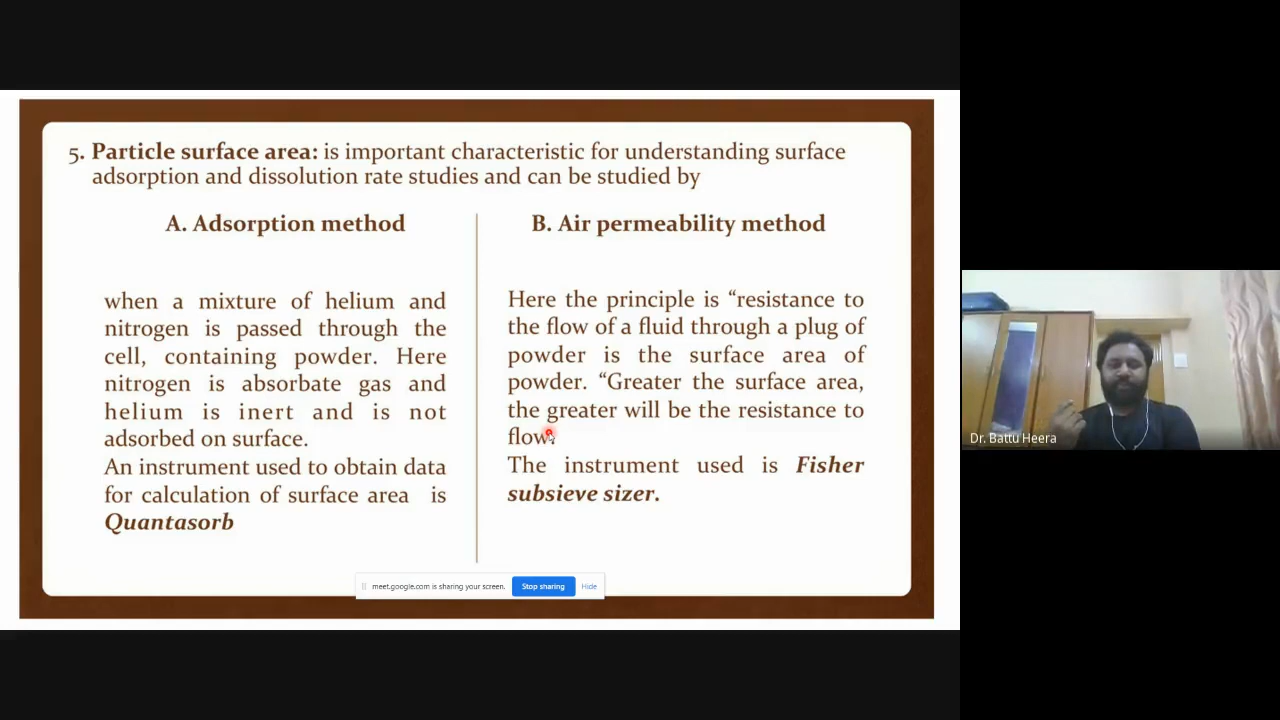 5. Particle surface area: is important characteristic for understanding surface
adsorption and dissolution rate studies and can be studied by
A. Adsorption method
when a mixture of helium and
nitrogen is passed through the
cell, containing powder. Here
nitrogen is absorbate gas and
helium is inert and is not
adsorbed on surface.
An instrument used to obtain data
for calculation of surface area is
Quantasorb
B. Air permeability method
Here the principle is “resistance to
the flow of a fluid through a plug of
powder is the surface area of
powder. “Greater the surface area,
the greater will be the resistance to
flow.
The instrument used is Fisher
subsieve sizer.
meet.google.com is sharing your screen.
Stop sharing
Hide
Dr. Battu Heera